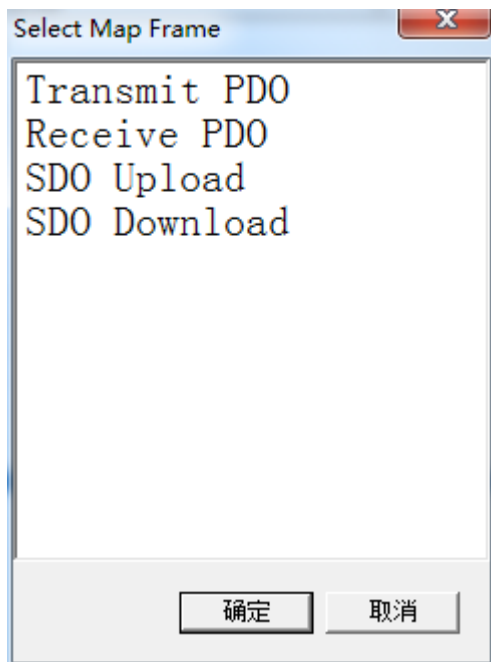 Select Map Frame
Transmit PDO
Receive PDO
SDO Upload
SDO Download
确定 取消